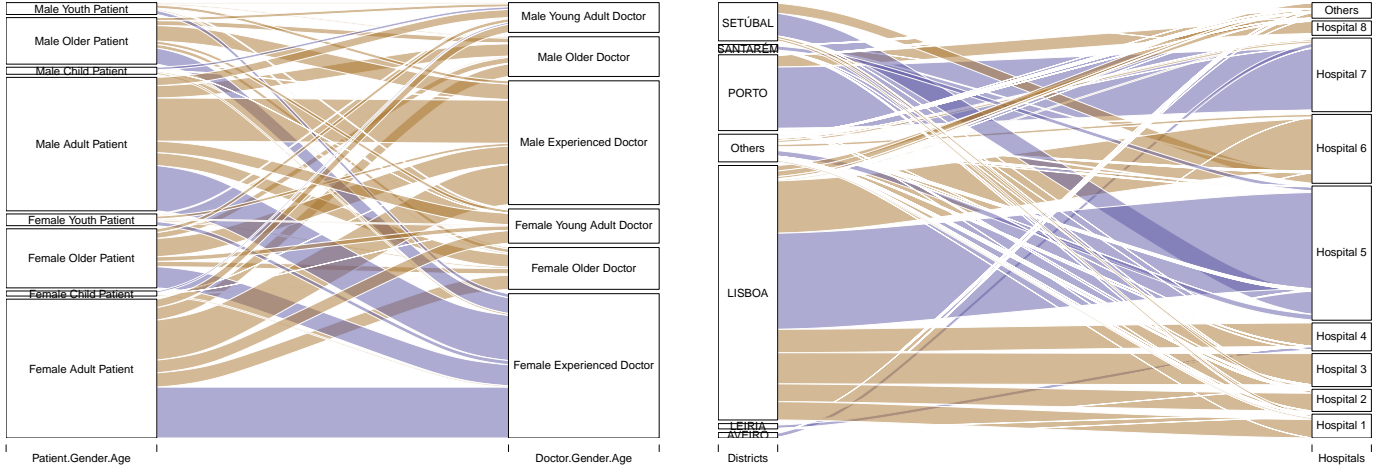 Male Youth Patient
Male Older Patient
Male Child Patient
Male Adult Patient
Female Youth Patient
Female Older Patient
Female Child Patient
Female Adult Patient
Patient.Gender.Age
Male Young Adult Doctor
Male Older Doctor
Male Experienced Doctor
Female Young Adult Doctor
Female Older Doctor
Female Experienced Doctor
Doctor.Gender.Age
SETÚBAL
SANTARÉM
PORTO
Others
LISBOA
LEIRIA
AVEIRO
Districts
Others
Hospital 8
Hospital 7
Hospital 6
Hospital 5
Hospital 4
Hospital 3
Hospital 2
Hospital 1
Hospitals